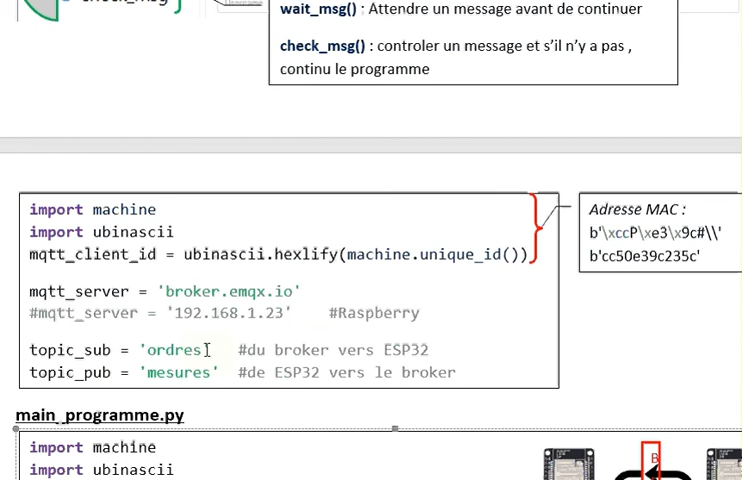 wait_msg() : Attendre un message avant de continuer
check_msg() : controler un message et s'il n'y a pas ,
continu le programme
import machine
import ubinascii
mqtt_client_id = ubinascii.hexlify(machine.unique_id())
Adresse MAC :
b'\xccP\xe3\x9c#\\'
b'cc50e39c235c'
mqtt_server = 'broker.emqx.io'
#mqtt_server = '192.168.1.23' #Raspberry
topic_sub = 'ordres' #du broker vers ESP32
topic_pub = 'mesures' #de ESP32 vers le broker
main_programme.py
import machine
import ubinascii
B